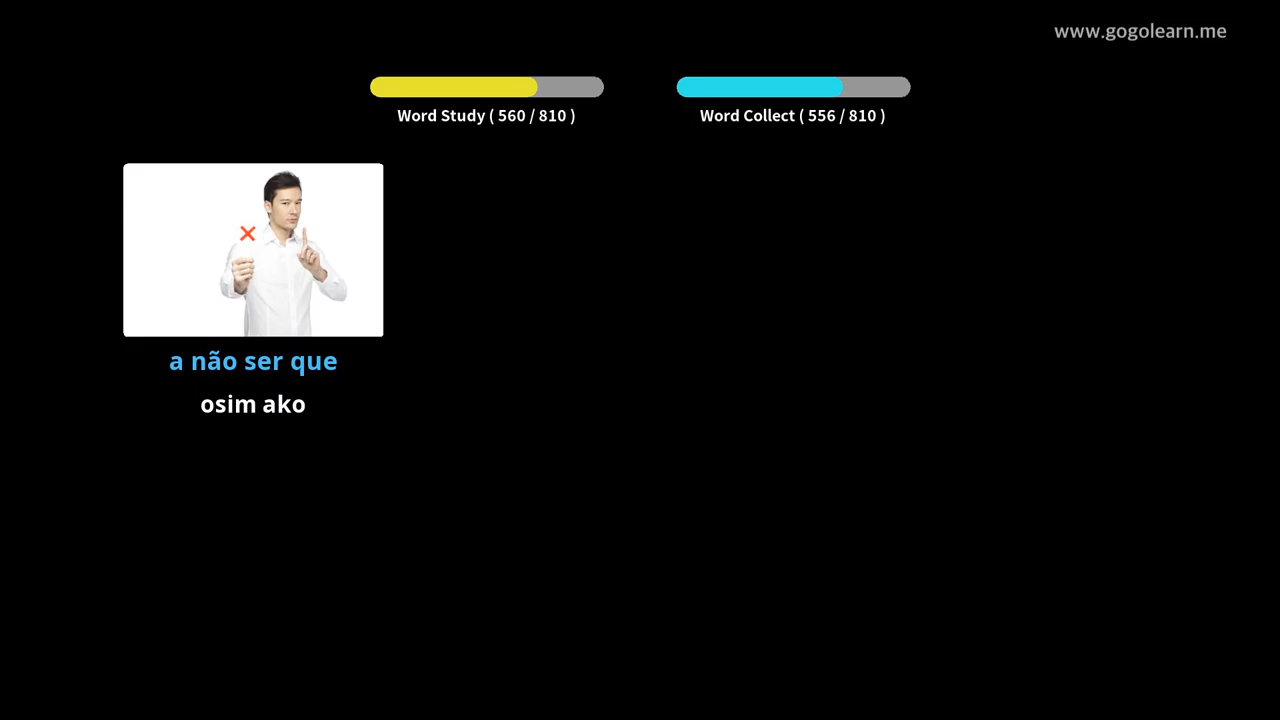 www.gogolearn.me
Word Study ( 560 / 810 )
Word Collect ( 556 / 810 )
a não ser que
osim ako